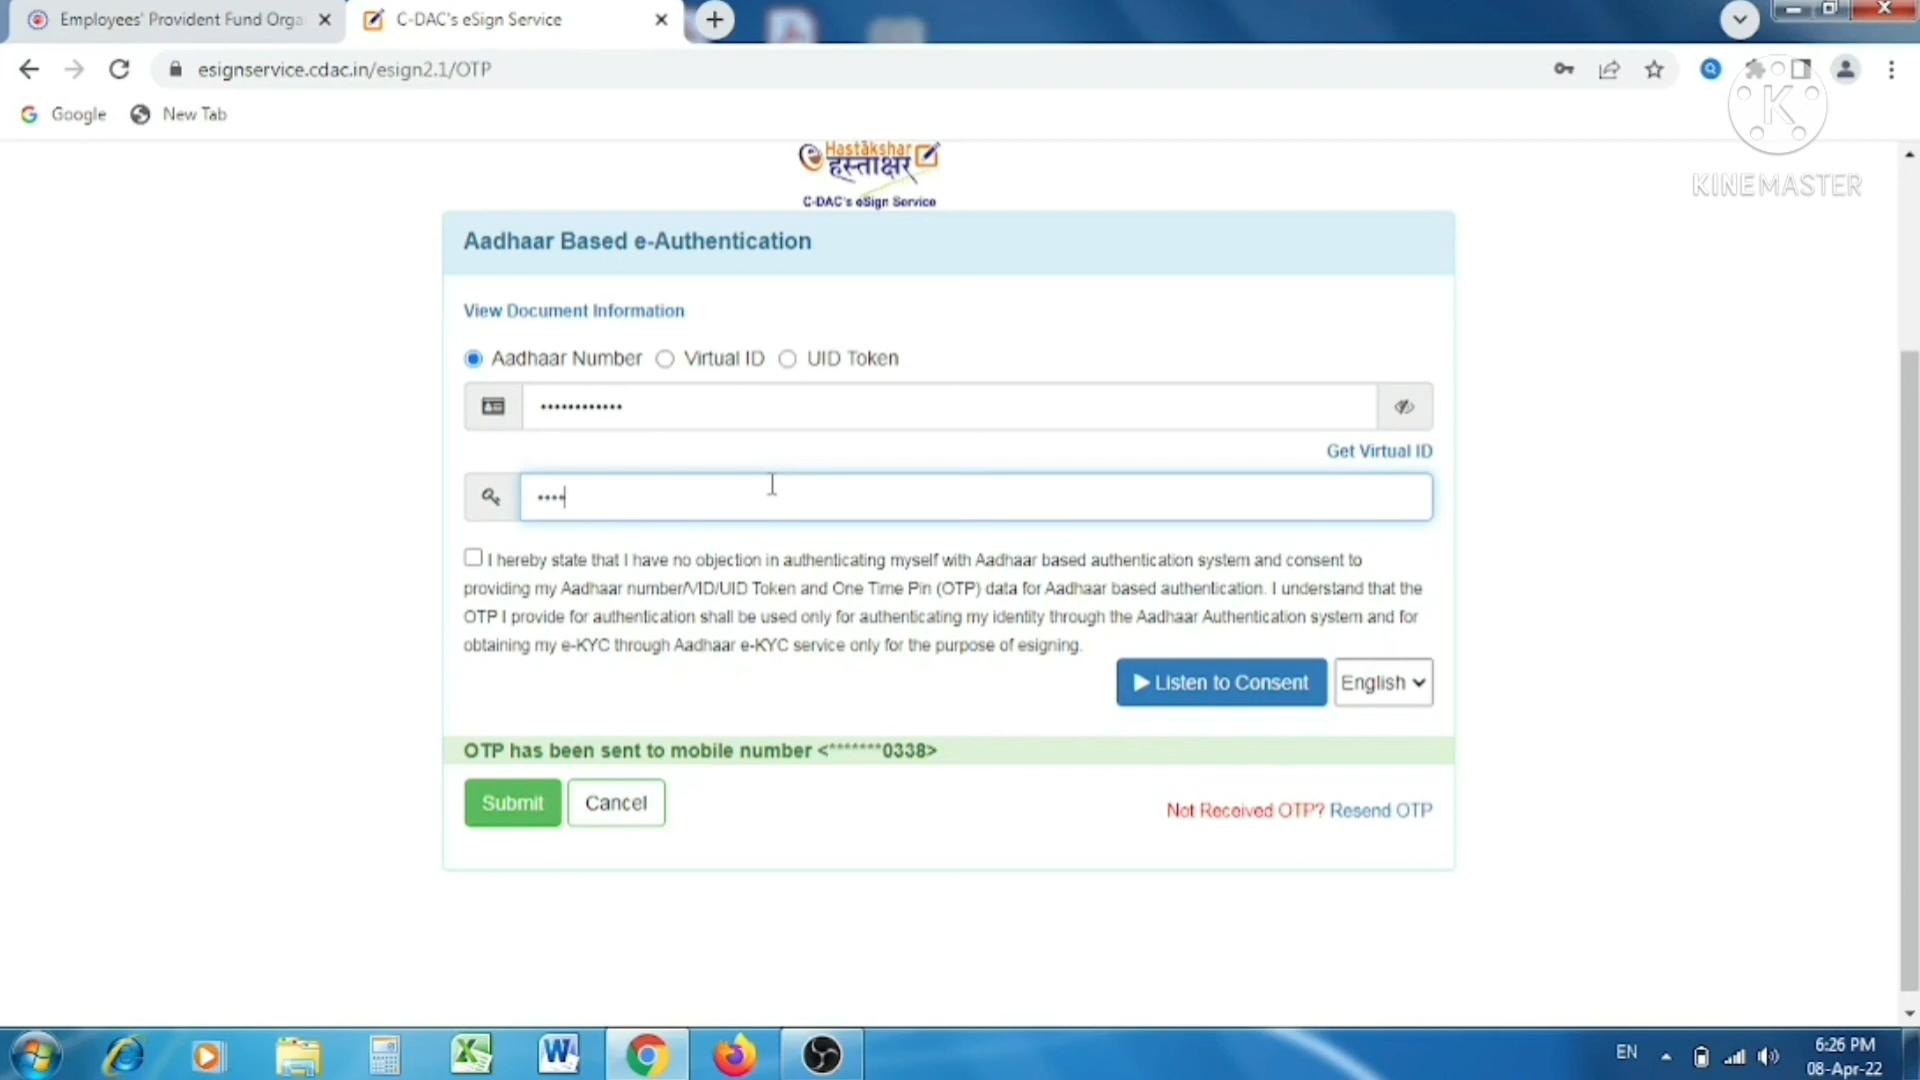 Employees' Provident Fund Orga
C-DAC's eSign Service
esignservice.cdac.in/esign2.1/OTP
Google
New Tab
K
KINEMASTER
Hastākshar
हस्ताक्षर
C-DAC's eSign Service
Aadhaar Based e-Authentication
View Document Information
Aadhaar Number Virtual ID UID Token
••••••••••••
Get Virtual ID
••••
I hereby state that I have no objection in authenticating myself with Aadhaar based authentication system and consent to
providing my Aadhaar number/VID/UID Token and One Time Pin (OTP) data for Aadhaar based authentication. I understand that the
OTP I provide for authentication shall be used only for authenticating my identity through the Aadhaar Authentication system and for
obtaining my e-KYC through Aadhaar e-KYC service only for the purpose of esigning.
Listen to Consent English
OTP has been sent to mobile number <*******0338>
Submit Cancel
Not Received OTP? Resend OTP
EN
6:26 PM
08-Apr-22